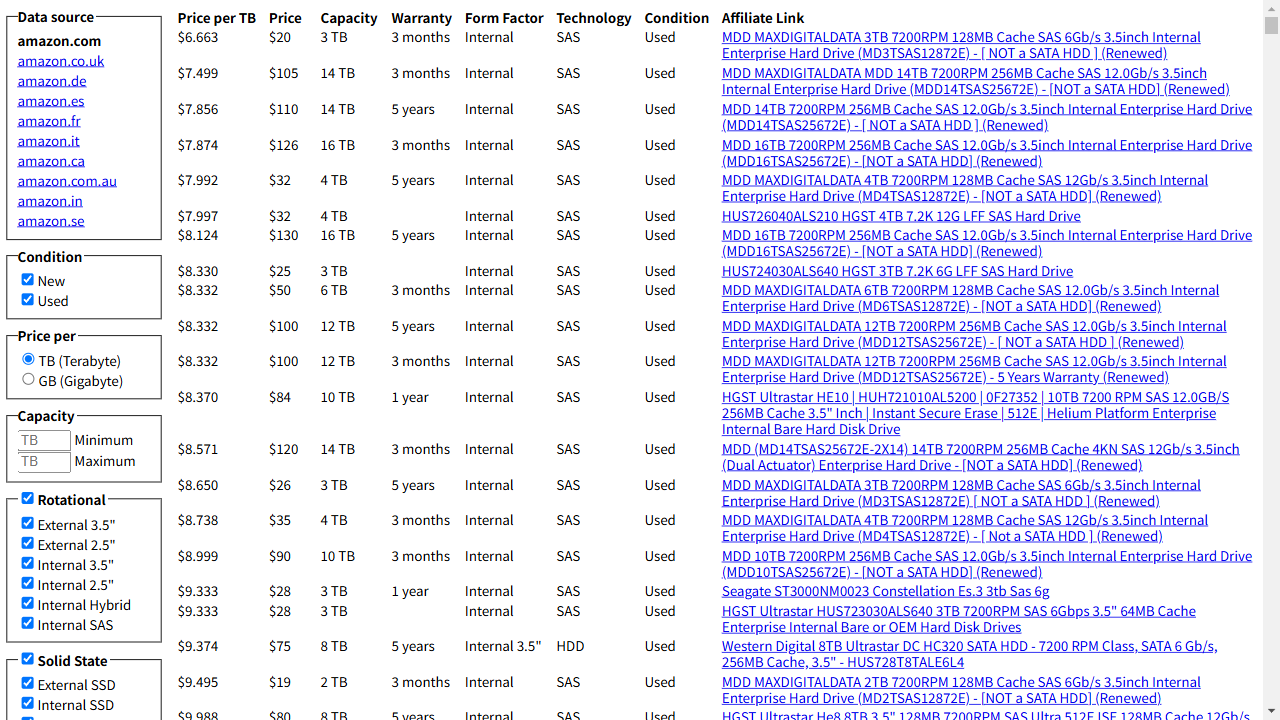 Data source
amazon.com
amazon.co.uk
amazon.de
amazon.es
amazon.fr
amazon.it
amazon.ca
amazon.com.au
amazon.in
amazon.se
Condition
New
Used
Price per
TB (Terabyte)
GB (Gigabyte)
Capacity
TB Minimum
TB Maximum
Rotational
External 3.5"
External 2.5"
Internal 3.5"
Internal 2.5"
Internal Hybrid
Internal SAS
Solid State
External SSD
Internal SSD
Price per TB Price Capacity Warranty Form Factor Technology Condition Affiliate Link
$6.663 $20 3 TB 3 months Internal SAS Used MDD MAXDIGITALDATA 3TB 7200RPM 128MB Cache SAS 6Gb/s 3.5inch Internal
Enterprise Hard Drive (MD3TSAS12872E) - [ NOT a SATA HDD ] (Renewed)
$7.499 $105 14 TB 3 months Internal SAS Used MDD MAXDIGITALDATA MDD 14TB 7200RPM 256MB Cache SAS 12.0Gb/s 3.5inch
Internal Enterprise Hard Drive (MDD14TSAS25672E) - [NOT a SATA HDD] (Renewed)
$7.856 $110 14 TB 5 years Internal SAS Used MDD 14TB 7200RPM 256MB Cache SAS 12.0Gb/s 3.5inch Internal Enterprise Hard Drive
(MDD14TSAS25672E) - [ NOT a SATA HDD ] (Renewed)
$7.874 $126 16 TB 3 months Internal SAS Used MDD 16TB 7200RPM 256MB Cache SAS 12.0Gb/s 3.5inch Internal Enterprise Hard Drive
(MDD16TSAS25672E) - [NOT a SATA HDD] (Renewed)
$7.992 $32 4 TB 5 years Internal SAS Used MDD MAXDIGITALDATA 4TB 7200RPM 128MB Cache SAS 12Gb/s 3.5inch Internal
Enterprise Hard Drive (MD4TSAS12872E) - [NOT a SATA HDD] (Renewed)
$7.997 $32 4 TB Internal SAS Used HUS726040ALS210 HGST 4TB 7.2K 12G LFF SAS Hard Drive
$8.124 $130 16 TB 5 years Internal SAS Used MDD 16TB 7200RPM 256MB Cache SAS 12.0Gb/s 3.5inch Internal Enterprise Hard Drive
(MDD16TSAS25672E) - [NOT a SATA HDD] (Renewed)
$8.330 $25 3 TB Internal SAS Used HUS724030ALS640 HGST 3TB 7.2K 6G LFF SAS Hard Drive
$8.332 $50 6 TB 3 months Internal SAS Used MDD MAXDIGITALDATA 6TB 7200RPM 128MB Cache SAS 12.0Gb/s 3.5inch Internal
Enterprise Hard Drive (MD6TSAS12872E) - [NOT a SATA HDD] (Renewed)
$8.332 $100 12 TB 5 years Internal SAS Used MDD MAXDIGITALDATA 12TB 7200RPM 256MB Cache SAS 12.0Gb/s 3.5inch Internal
Enterprise Hard Drive (MDD12TSAS25672E) - [ NOT a SATA HDD ] (Renewed)
$8.332 $100 12 TB 3 months Internal SAS Used MDD MAXDIGITALDATA 12TB 7200RPM 256MB Cache SAS 12.0Gb/s 3.5inch Internal
Enterprise Hard Drive (MDD12TSAS25672E) - 5 Years Warranty (Renewed)
$8.370 $84 10 TB 1 year Internal SAS Used HGST Ultrastar HE10 | HUH721010AL5200 | 0F27352 | 10TB 7200 RPM SAS 12.0GB/S
256MB Cache 3.5" Inch | Instant Secure Erase | 512E | Helium Platform Enterprise
Internal Bare Hard Disk Drive
$8.571 $120 14 TB 3 months Internal SAS Used MDD (MD14TSAS25672E-2X14) 14TB 7200RPM 256MB Cache 4KN SAS 12Gb/s 3.5inch
(Dual Actuator) Enterprise Hard Drive - [NOT a SATA HDD] (Renewed)
$8.650 $26 3 TB 5 years Internal SAS Used MDD MAXDIGITALDATA 3TB 7200RPM 128MB Cache SAS 6Gb/s 3.5inch Internal
Enterprise Hard Drive (MD3TSAS12872E) [ NOT a SATA HDD ] (Renewed)
$8.738 $35 4 TB 3 months Internal SAS Used MDD MAXDIGITALDATA 4TB 7200RPM 128MB Cache SAS 12Gb/s 3.5inch Internal
Enterprise Hard Drive (MD4TSAS12872E) - [ Not a SATA HDD ] (Renewed)
$8.999 $90 10 TB 3 months Internal SAS Used MDD 10TB 7200RPM 256MB Cache SAS 12.0Gb/s 3.5inch Internal Enterprise Hard Drive
(MDD10TSAS25672E) - [NOT a SATA HDD] (Renewed)
$9.333 $28 3 TB 1 year Internal SAS Used Seagate ST3000NM0023 Constellation Es.3 3tb Sas 6g
$9.333 $28 3 TB Internal SAS Used HGST Ultrastar HUS723030ALS640 3TB 7200RPM SAS 6Gbps 3.5" 64MB Cache
Enterprise Internal Bare or OEM Hard Disk Drives
$9.374 $75 8 TB 5 years Internal 3.5" HDD Used Western Digital 8TB Ultrastar DC HC320 SATA HDD - 7200 RPM Class, SATA 6 Gb/s,
256MB Cache, 3.5" - HUS728T8TALE6L4
$9.495 $19 2 TB 3 months Internal SAS Used MDD MAXDIGITALDATA 2TB 7200RPM 128MB Cache SAS 6Gb/s 3.5inch Internal
Enterprise Hard Drive (MD2TSAS12872E) - [NOT a SATA HDD] (Renewed)
$9.988 $80 8 TB 5 years Internal SAS Used HGST Ultrastar He8 8TB 3.5" 128MB 7200RPM SAS Ultra 512E ISE 128MB Cache 12Gb/s